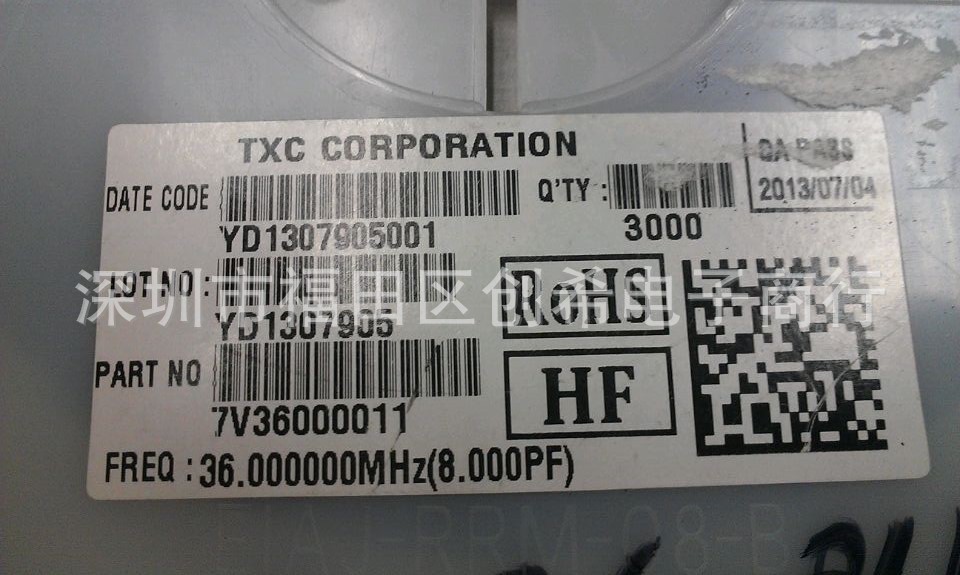 TXC CORPORATION
QA PASS
2013/07/04
DATE CODE
YD1307905001
Q'TY :
3000
LOT NO :
YD1307905
RoHS
深圳市福田区创希电子商行
PART NO
7V36000011
HF
FREQ : 36.000000MHz(8.000PF)